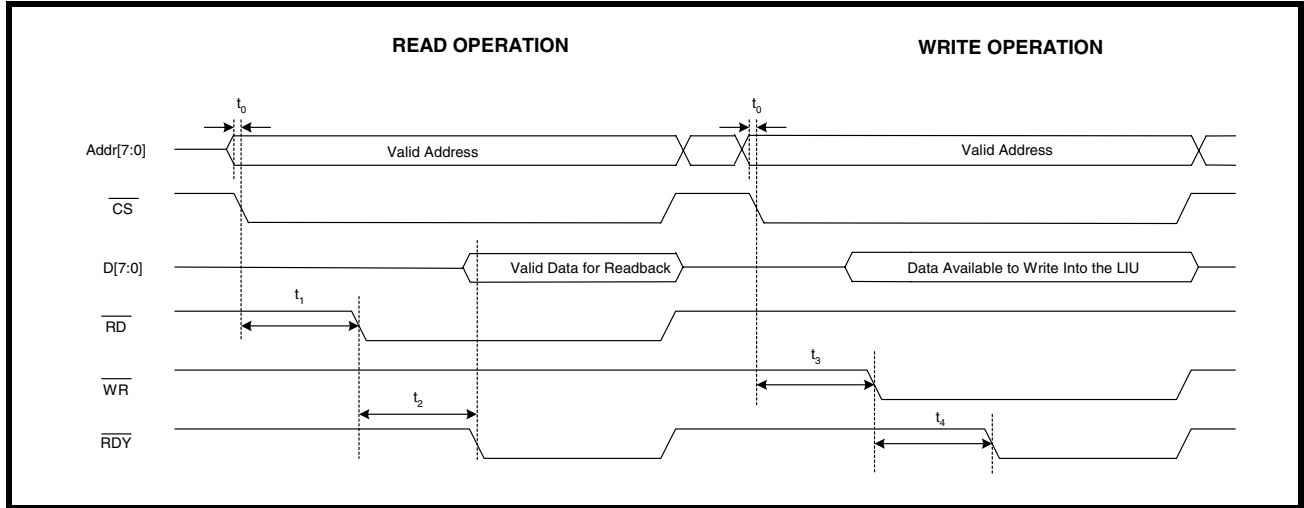 READ OPERATION WRITE OPERATION
t0 t0
Addr[7:0] Valid Address Valid Address
CS
D[7:0] Valid Data for Readback Data Available to Write Into the LIU
t1
RD
t3
WR
t2
t4
RDY